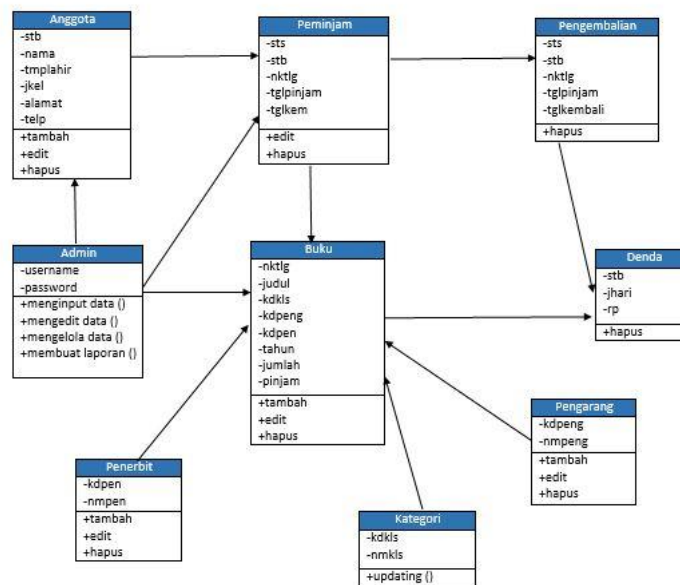 Anggota
-stb
-nama
-tmplahir
-jkel
-alamat
-telp
+tambah
+edit
+hapus
Peminjam
-sts
-stb
-nktlg
-tglpinjam
-tglkem
+edit
+hapus
Pengembalian
-sts
-stb
-nktlg
-tglpinjam
-tglkembali
+hapus
Admin
-username
-password
+menginput data ()
+mengedit data ()
+mengelola data ()
+membuat laporan ()
Buku
-nktlg
-judul
-kdkls
-kdpeng
-kdpen
-tahun
-jumlah
-pinjam
+tambah
+edit
+hapus
Denda
-stb
-jhari
-rp
+hapus
Penerbit
-kdpen
-nmpen
+tambah
+edit
+hapus
Kategori
-kdkls
-nmkls
+updating ()
Pengarang
-kdpeng
-nmpeng
+tambah
+edit
+hapus